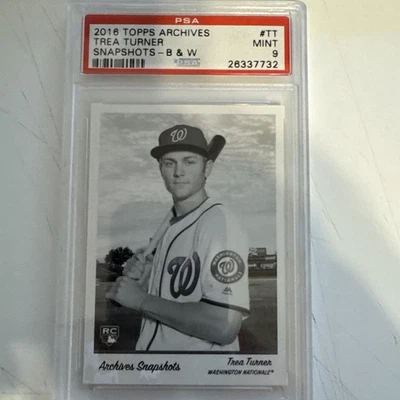 PSA
2016 TOPPS ARCHIVES #TT
TREA TURNER MINT
SNAPSHOTS - B & W 9
26337732
W
W
RC
Archives Snapshots
Trea Turner
WASHINGTON NATIONALS